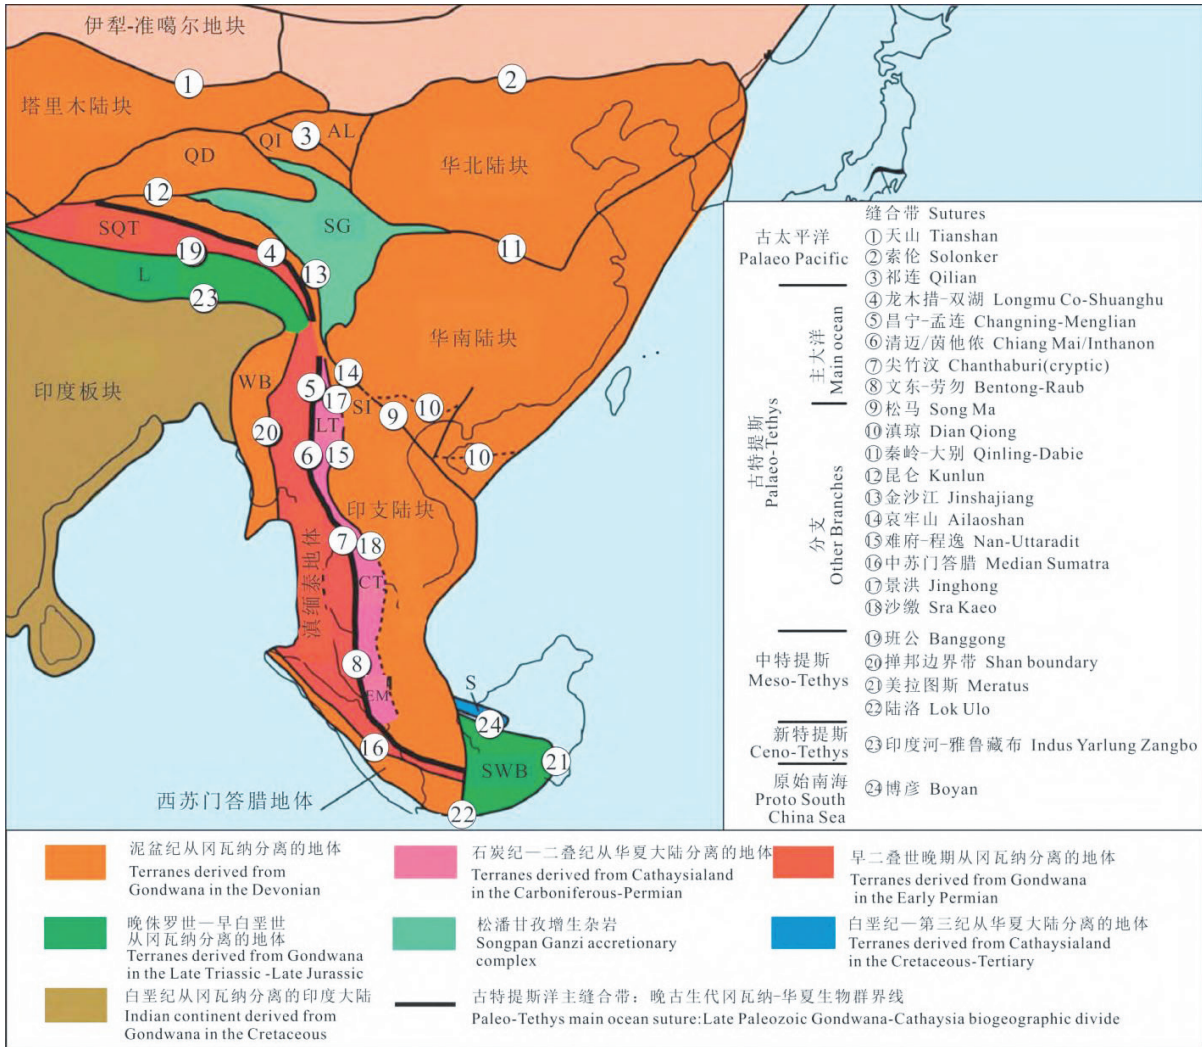 伊犁-准噶尔地块
①
②
塔里木陆块
QI
③
AL
QD
华北陆块
⑫
SQT
SG
④
⑪
⑲
⑬
L
㉓
华南陆块
印度板块
WB
⑭
⑤
⑰
SI
⑨
⑩
LT
⑳
⑥
⑮
⑩
印支陆块
滇缅泰地体
⑦
⑱
CT
⑧
EM
S
㉔
⑯
SWB
㉑
西苏门答腊地体
㉒
缝合带 Sutures
古太平洋
Palaeo Pacific
①天山 Tianshan
②索伦 Solonker
③祁连 Qilian
古特提斯
Palaeo-Tethys
主大洋
Main ocean
④龙木措-双湖 Longmu Co-Shuanghu
⑤昌宁-孟连 Changning-Menglian
⑥清迈/茵他侬 Chiang Mai/Inthanon
⑦尖竹汶 Chanthaburi(cryptic)
⑧文东-劳勿 Bentong-Raub
分支
Other Branches
⑨松马 Song Ma
⑩滇琼 Dian Qiong
⑪秦岭-大别 Qinling-Dabie
⑫昆仑 Kunlun
⑬金沙江 Jinshajiang
⑭哀牢山 Ailaoshan
⑮难府-程逸 Nan-Uttaradit
⑯中苏门答腊 Median Sumatra
⑰景洪 Jinghong
⑱沙缴 Sra Kaeo
中特提斯
Meso-Tethys
⑲班公 Banggong
⑳掸邦边界带 Shan boundary
㉑美拉图斯 Meratus
㉒陆洛 Lok Ulo
新特提斯
Ceno-Tethys
㉓印度河-雅鲁藏布 Indus Yarlung Zangbo
原始南海
Proto South
China Sea
㉔博彦 Boyan
泥盆纪从冈瓦纳分离的地体
Terranes derived from
Gondwana in the Devonian
石炭纪—二叠纪从华夏大陆分离的地体
Terranes derived from Cathaysialand
in the Carboniferous-Permian
早二叠世晚期从冈瓦纳分离的地体
Terranes derived from Gondwana
in the Early Permian
晚侏罗世—早白垩世
从冈瓦纳分离的地体
Terranes derived from Gondwana
in the Late Triassic -Late Jurassic
松潘甘孜增生杂岩
Songpan Ganzi accretionary
complex
白垩纪—第三纪从华夏大陆分离的地体
Terranes derived from Cathaysialand
in the Cretaceous-Tertiary
白垩纪从冈瓦纳分离的印度大陆
Indian continent derived from
Gondwana in the Cretaceous
古特提斯洋主缝合带：晚古生代冈瓦纳-华夏生物群界线
Paleo-Tethys main ocean suture:Late Paleozoic Gondwana-Cathaysia biogeographic divide